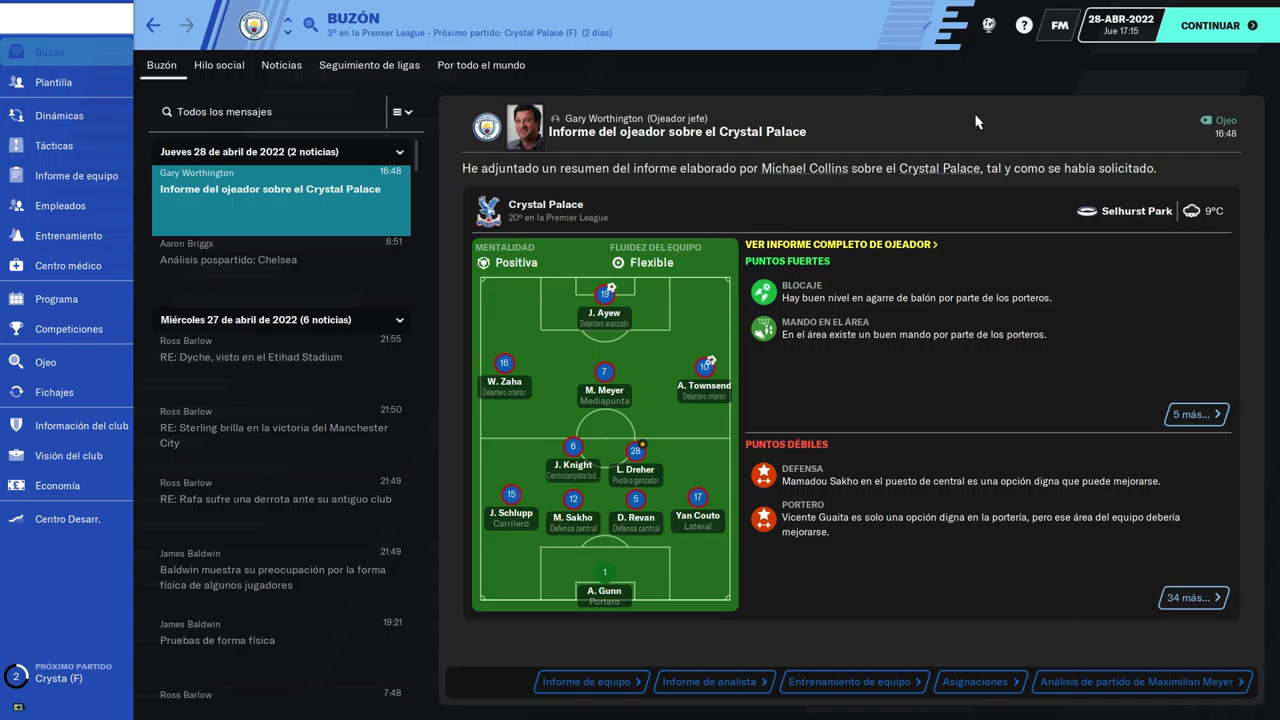 BUZÓN
3º en la Premier League - Próximo partido: Crystal Palace (F) (2 días)
FM
28-ABR-2022
Jue 17:15
CONTINUAR
Buzón
Plantilla
Dinámicas
Tácticas
Informe de equipo
Empleados
Entrenamiento
Centro médico
Programa
Competiciones
Ojeo
Fichajes
Información del club
Visión del club
Economía
Centro Desarr.
2
PRÓXIMO PARTIDO
Crysta (F)
Buzón
Hilo social
Noticias
Seguimiento de ligas
Por todo el mundo
Todos los mensajes
Jueves 28 de abril de 2022 (2 noticias)
Gary Worthington 16:48
Informe del ojeador sobre el Crystal Palace
Aaron Briggs 8:51
Análisis pospartido: Chelsea
Miércoles 27 de abril de 2022 (6 noticias)
Ross Barlow 21:55
RE: Dyche, visto en el Etihad Stadium
Ross Barlow 21:50
RE: Sterling brilla en la victoria del Manchester
City
Ross Barlow 21:49
RE: Rafa sufre una derrota ante su antiguo club
James Baldwin 21:49
Baldwin muestra su preocupación por la forma
física de algunos jugadores
James Baldwin 19:21
Pruebas de forma física
Ross Barlow 7:48
Gary Worthington (Ojeador jefe)
Informe del ojeador sobre el Crystal Palace
Ojeo
16:48
He adjuntado un resumen del informe elaborado por Michael Collins sobre el Crystal Palace, tal y como se había solicitado.
Crystal Palace
20º en la Premier League
Selhurst Park
9°C
MENTALIDAD
Positiva
FLUIDEZ DEL EQUIPO
Flexible
19
J. Ayew
Delantero avanzado
16
W. Zaha
Delantero interior
7
M. Meyer
Mediapunta
10
A. Townsend
Delantero interior
6
J. Knight
Centrocampista tod...
28
L. Dreher
Pivote organizador
15
J. Schlupp
Carrilero
12
M. Sakho
Defensa central
5
D. Revan
Defensa central
17
Yan Couto
Lateral
1
A. Gunn
Portero
VER INFORME COMPLETO DE OJEADOR >
PUNTOS FUERTES
BLOCAJE
Hay buen nivel en agarre de balón por parte de los porteros.
MANDO EN EL ÁREA
En el área existe un buen mando por parte de los porteros.
5 más... >
PUNTOS DÉBILES
DEFENSA
Mamadou Sakho en el puesto de central es una opción digna que puede mejorarse.
PORTERO
Vicente Guaita es solo una opción digna en la portería, pero ese área del equipo debería
mejorarse.
34 más... >
Informe de equipo >
Informe de analista >
Entrenamiento de equipo >
Asignaciones >
Análisis de partido de Maximilian Meyer >